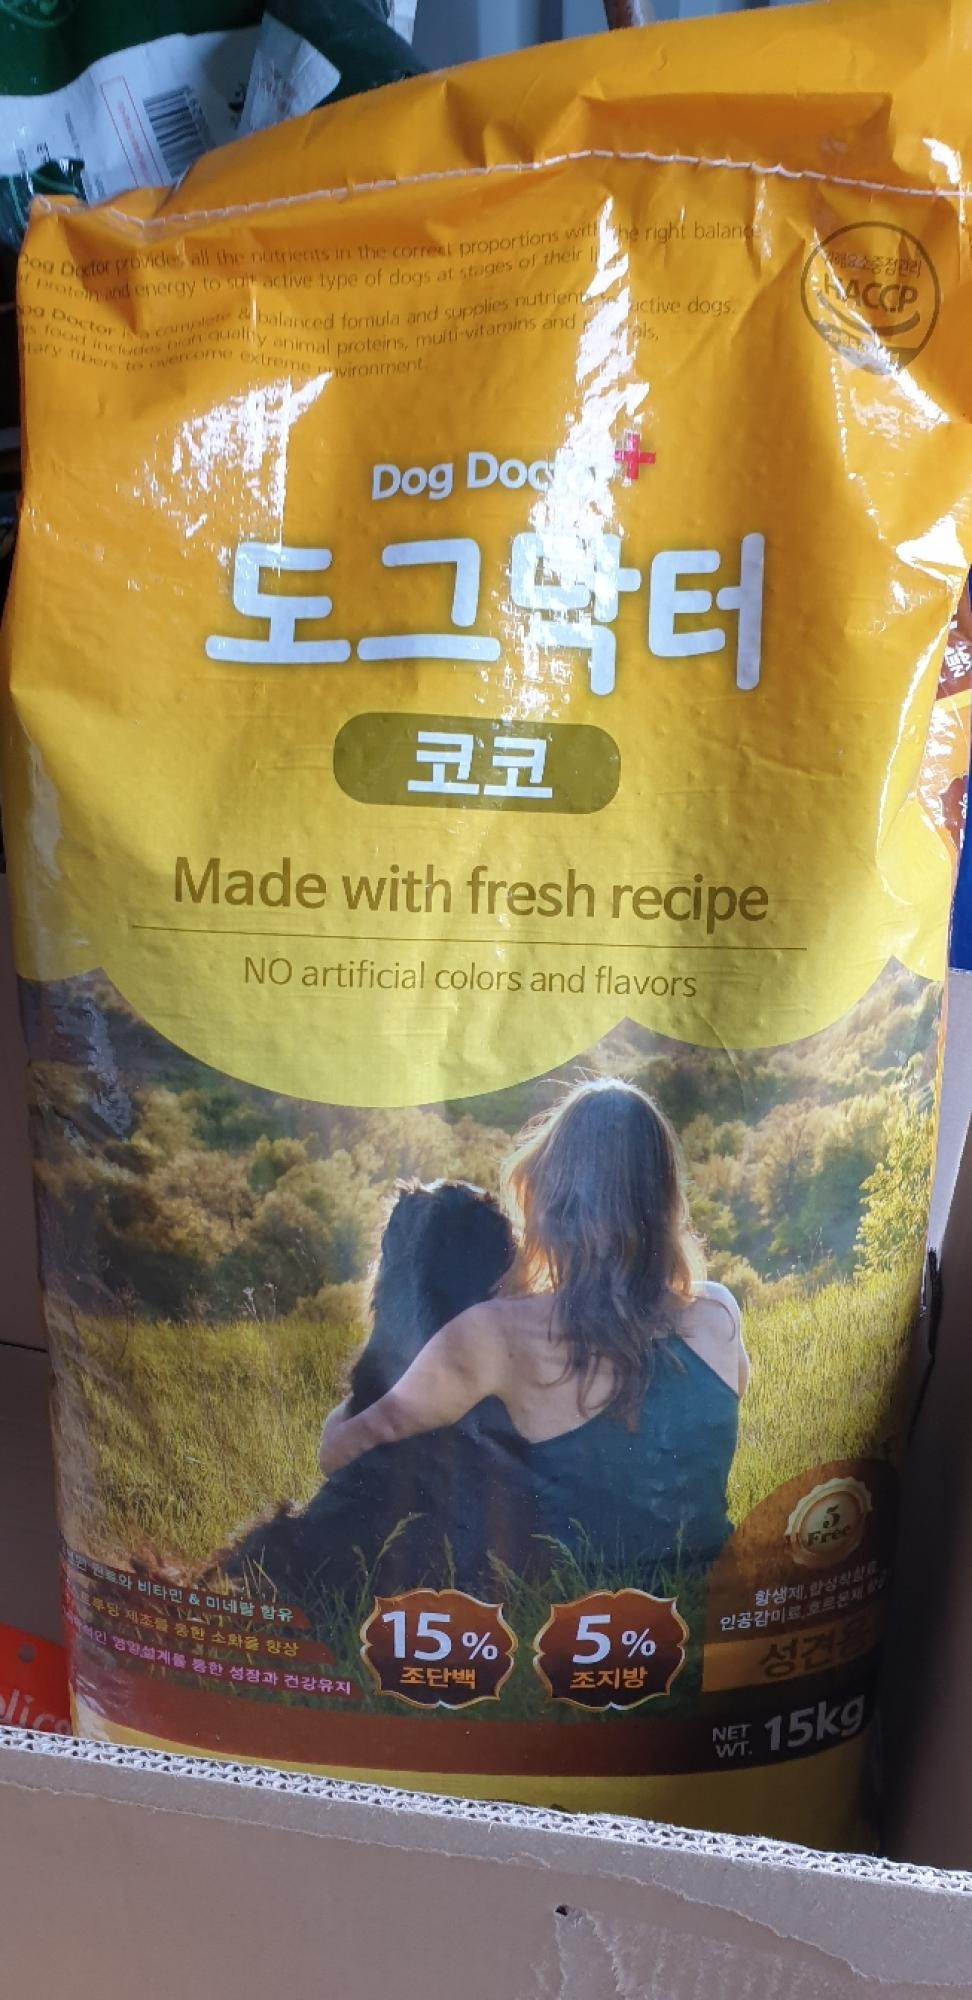 Dog Doctor provides all the nutrients in the correct proportions with the right balance
of protein and energy to suit active type of dogs at stages of their
Dog Doctor is a complete & balanced fomula and supplies nutrients active dogs.
food includes high quality animal proteins, multi-vitamins and
fibers to overcome extreme environment.
HACCP
Dog Doctor
도그닥터
코코
Made with fresh recipe
NO artificial colors and flavors
5
Free
비타민 & 미네랄 함유
제조를 통한 소화율 향상
영양설계를 통한 성장과 건강유지
15%
조단백
5%
조지방
항생제, 합성착향료,
인공감미료, 호르몬제,
성견용
NET WT. 15kg